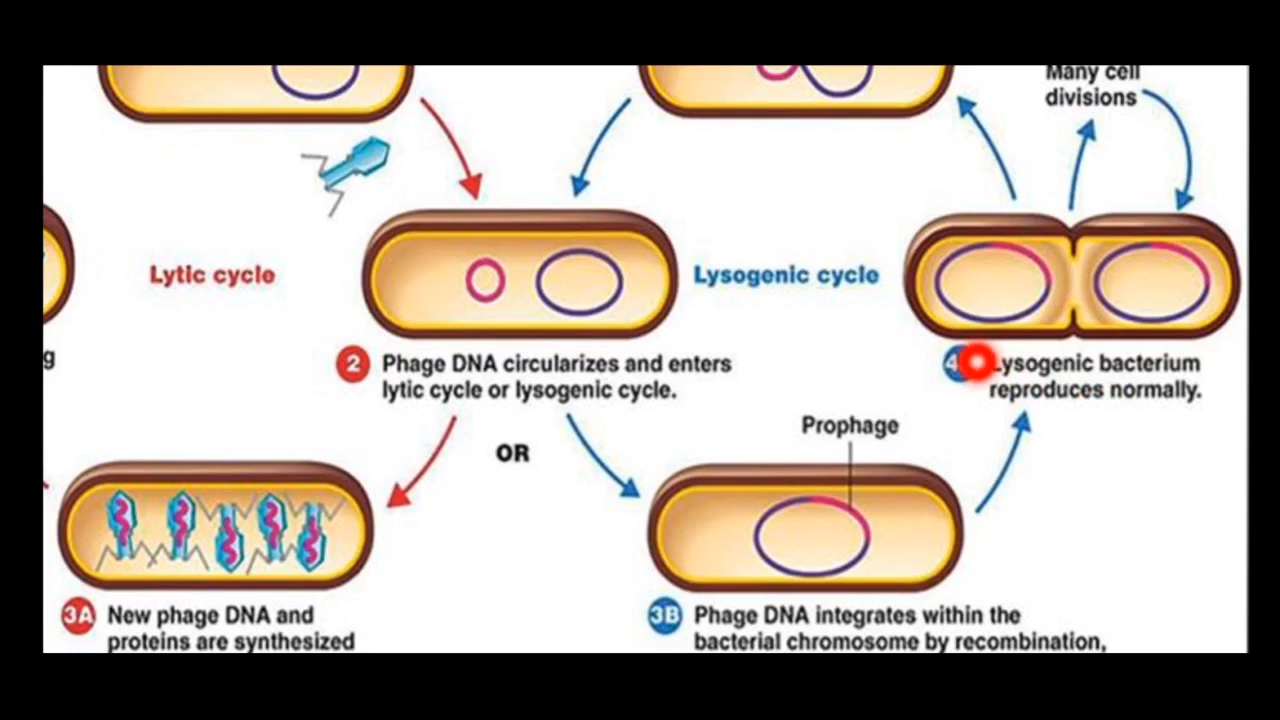 Many cell
divisions
Lytic cycle
Lysogenic cycle
g
2 Phage DNA circularizes and enters
lytic cycle or lysogenic cycle.
4 Lysogenic bacterium
reproduces normally.
OR
Prophage
3A New phage DNA and
proteins are synthesized
3B Phage DNA integrates within the
bacterial chromosome by recombination,